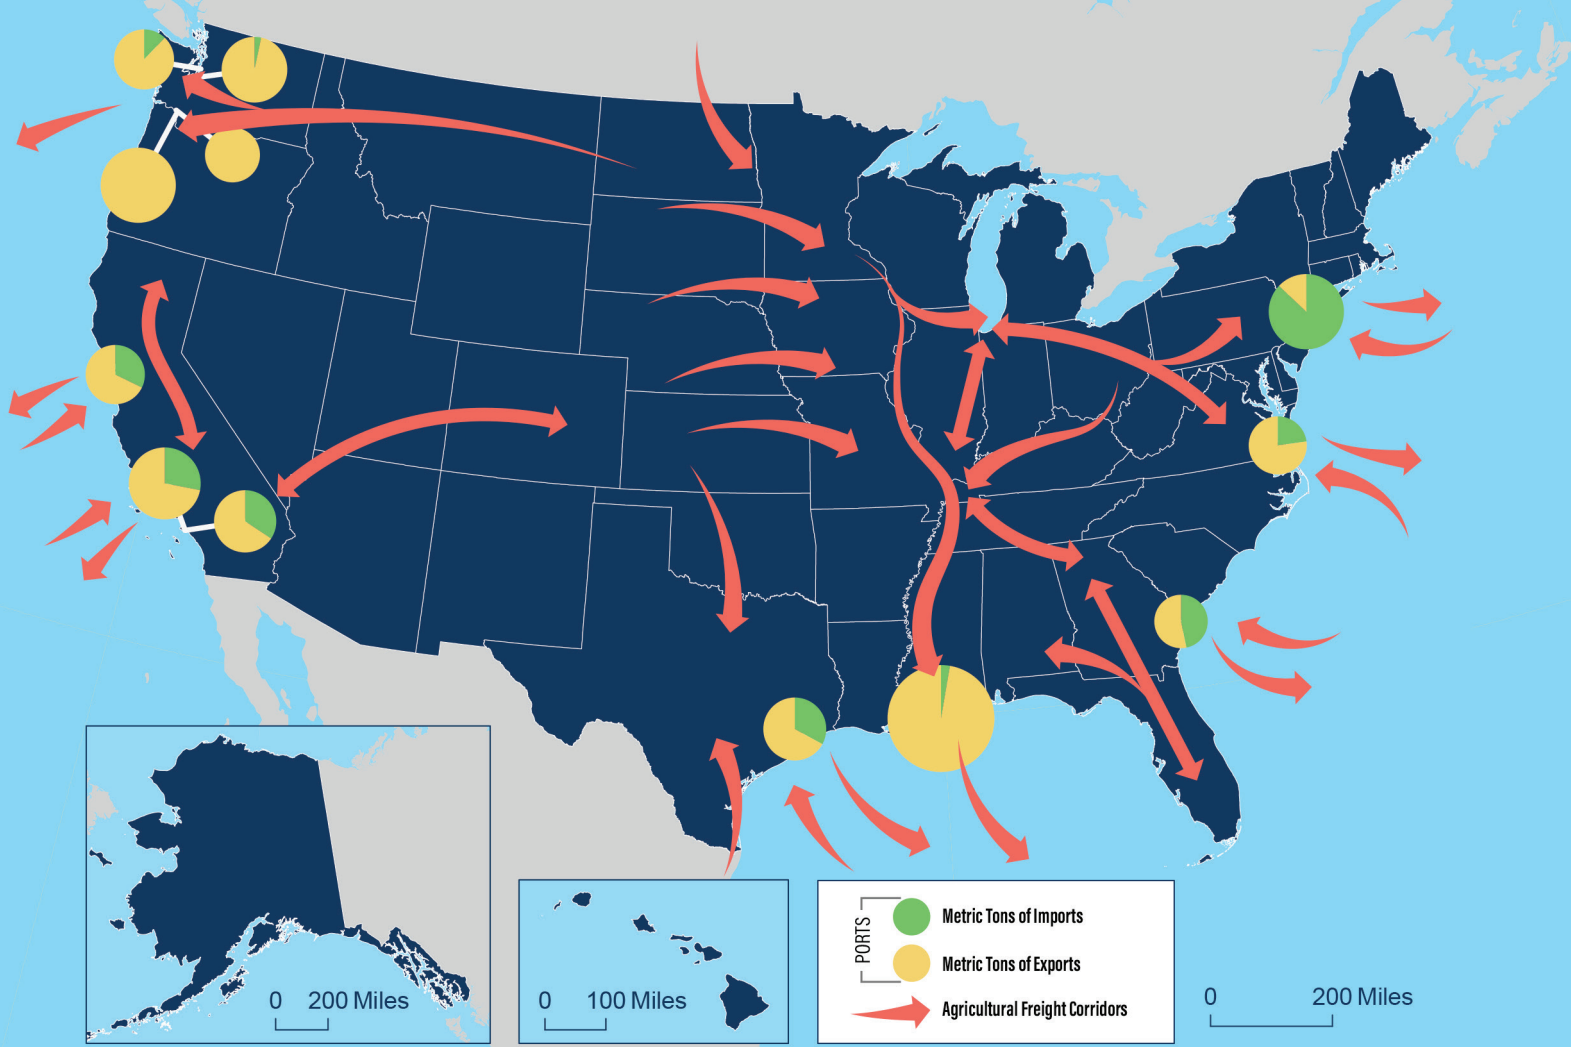 0 200 Miles
0 100 Miles
PORTS
Metric Tons of Imports
Metric Tons of Exports
Agricultural Freight Corridors
0 200 Miles